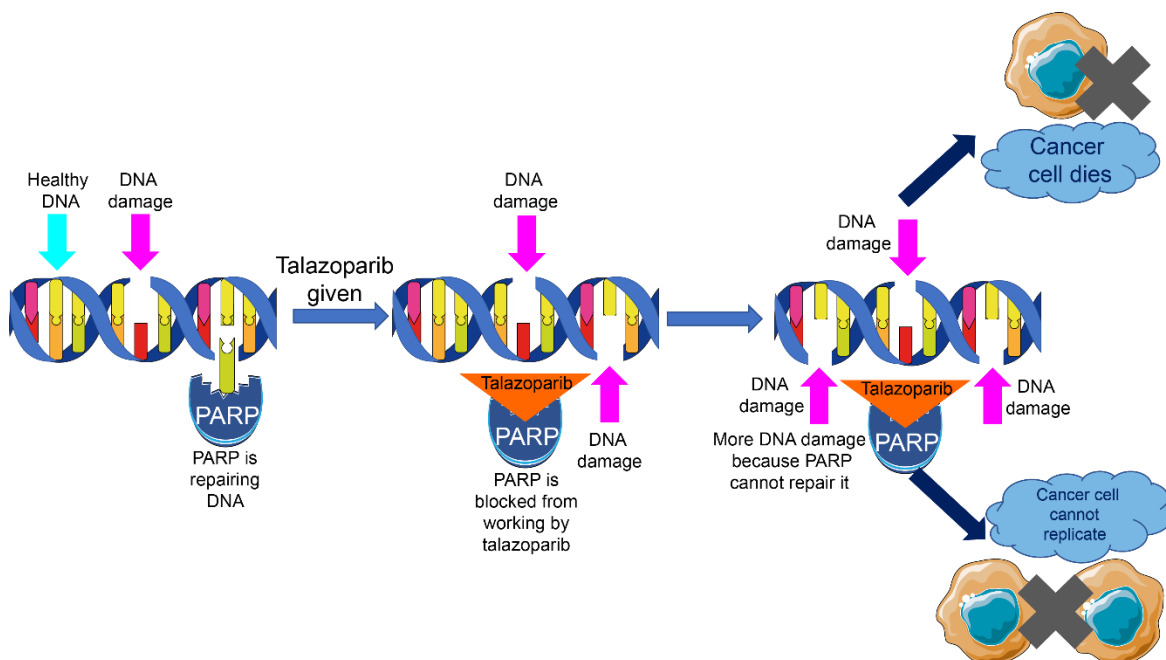 Healthy
DNA
DNA
damage
PARP
PARP is
repairing
DNA
Talazoparib
given
DNA
damage
Talazoparib
PARP
DNA
damage
PARP is
blocked from
working by
talazoparib
DNA
damage
DNA
damage
More DNA damage
because PARP
cannot repair it
Talazoparib
PARP
DNA
damage
Cancer
cell dies
Cancer cell
cannot
replicate